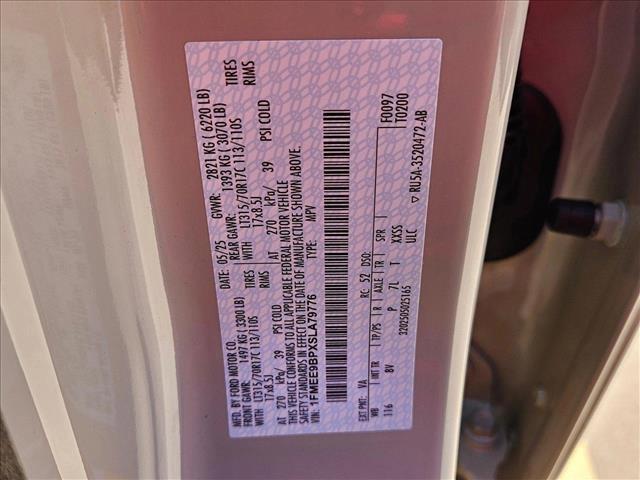 MFD. BY FORD MOTOR CO.
DATE: 05/25 GVWR: 2821 KG ( 6220 LB)
FRONT GAWR: 1497 KG ( 3300 LB) REAR GAWR: 1393 KG ( 3070 LB)
WITH LT315/70R17C 113/110S TIRES WITH LT315/70R17C 113/110S TIRES
17x8.5J RIMS 17x8.5J RIMS
AT 270 kPa/ 39 PSI COLD AT 270 kPa/ 39 PSI COLD
THIS VEHICLE CONFORMS TO ALL APPLICABLE FEDERAL MOTOR VEHICLE
SAFETY STANDARDS IN EFFECT ON THE DATE OF MANUFACTURE SHOWN ABOVE.
VIN: 1FMEE9BPXSLA79776 TYPE: MPV
F0097
T0200
EXT PNT: VA RC: 52 DSO:
WB INT TR TP/PS R AXLE TR SPR
116 BV P 7L T XXSS
3202505025165 ULC
▽ RU5A-3520472-AB